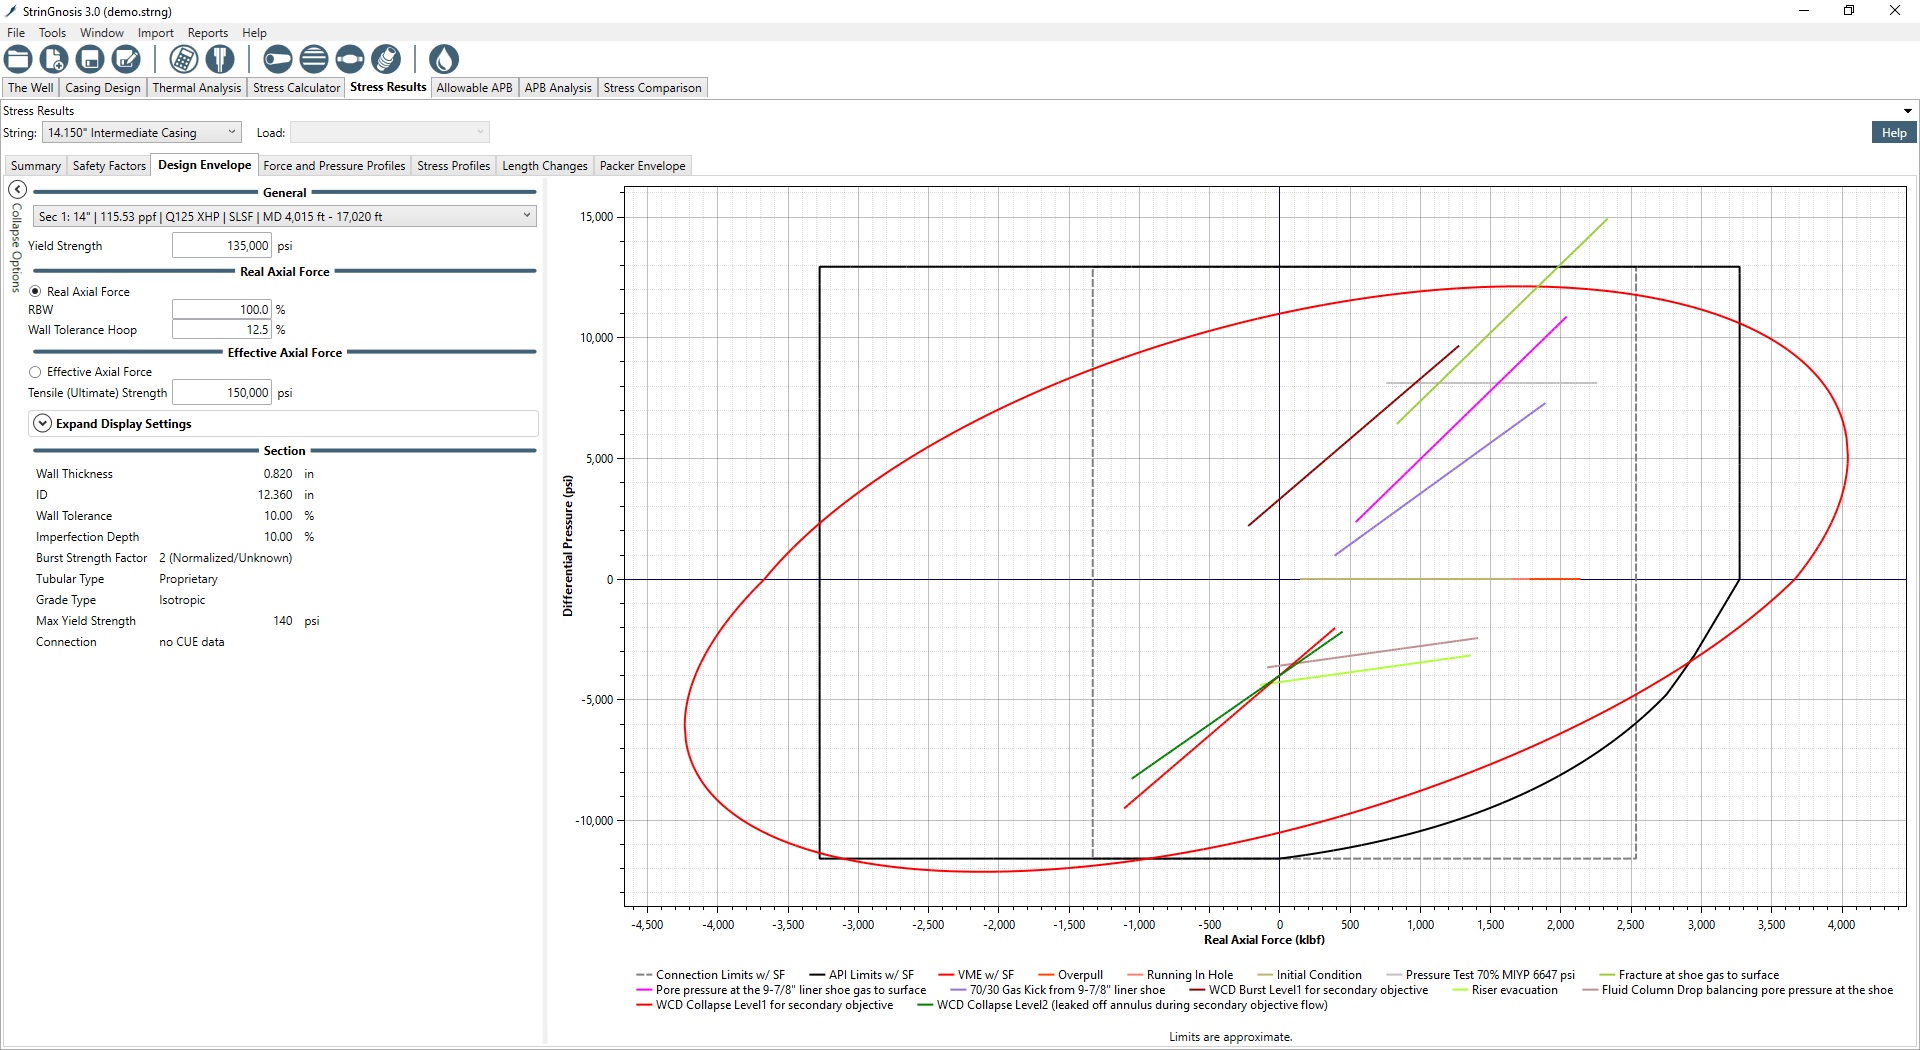 StrinGnosis 3.0 (demo.strng)
File Tools Window Import Reports Help
The Well Casing Design Thermal Analysis Stress Calculator Stress Results Allowable APB APB Analysis Stress Comparison
Stress Results
String: 14.150" Intermediate Casing Load:
Help
Summary Safety Factors Design Envelope Force and Pressure Profiles Stress Profiles Length Changes Packer Envelope
Collapse Options
General
Sec 1: 14" | 115.53 ppf | Q125 XHP | SLSF | MD 4,015 ft - 17,020 ft
Yield Strength 135,000 psi
Real Axial Force
Real Axial Force
RBW 100.0 %
Wall Tolerance Hoop 12.5 %
Effective Axial Force
Effective Axial Force
Tensile (Ultimate) Strength 150,000 psi
Expand Display Settings
Section
Wall Thickness 0.820 in
ID 12.360 in
Wall Tolerance 10.00 %
Imperfection Depth 10.00 %
Burst Strength Factor 2 (Normalized/Unknown)
Tubular Type Proprietary
Grade Type Isotropic
Max Yield Strength 140 psi
Connection no CUE data
Differential Pressure (psi)
15,000
10,000
5,000
0
-5,000
-10,000
-4,500 -4,000 -3,500 -3,000 -2,500 -2,000 -1,500 -1,000 -500 0 500 1,000 1,500 2,000 2,500 3,000 3,500 4,000
Real Axial Force (klbf)
Connection Limits w/ SF API Limits w/ SF VME w/ SF Overpull Running In Hole Initial Condition Pressure Test 70% MIYP 6647 psi Fracture at shoe gas to surface
Pore pressure at the 9-7/8" liner shoe gas to surface 70/30 Gas Kick from 9-7/8" liner shoe WCD Burst Level1 for secondary objective Riser evacuation Fluid Column Drop balancing pore pressure at the shoe
WCD Collapse Level1 for secondary objective WCD Collapse Level2 (leaked off annulus during secondary objective flow)
Limits are approximate.